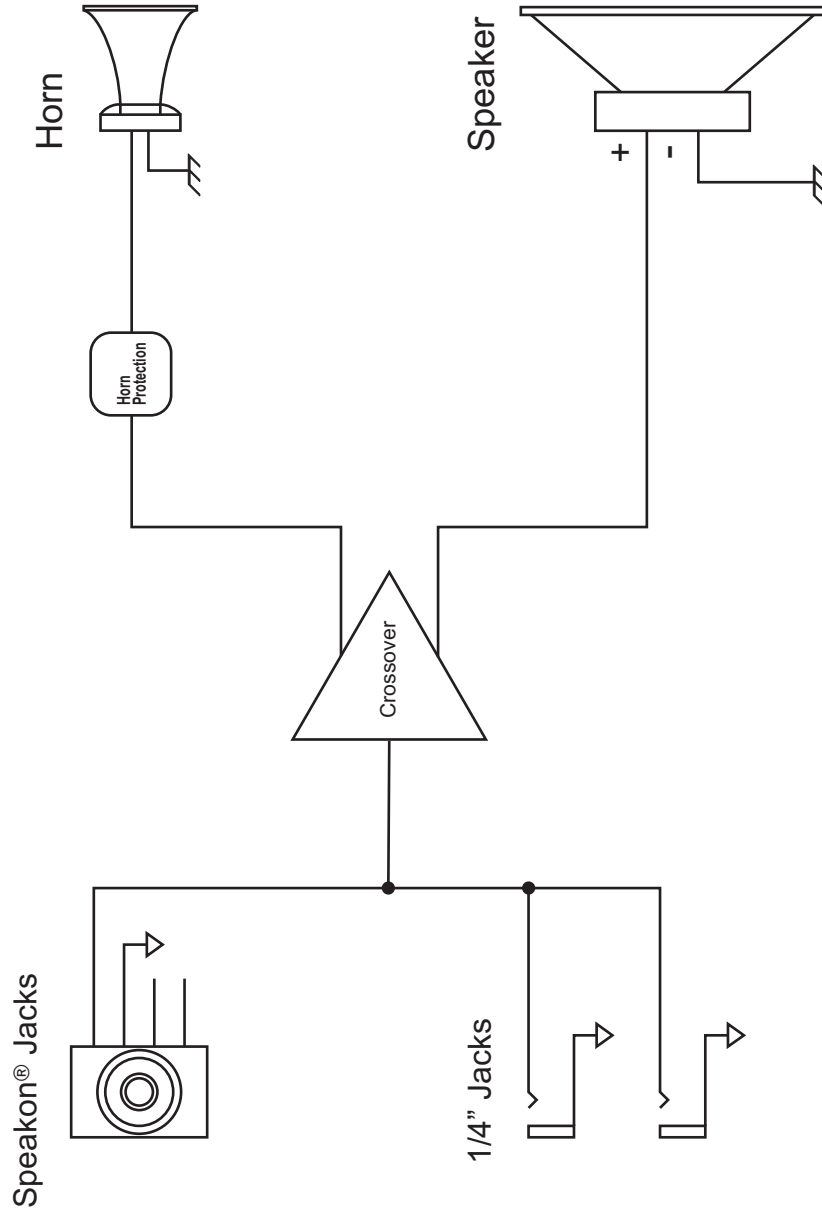 Speakon® Jacks
1/4” Jacks
Crossover
Horn
Protection
Horn
Speaker
+
-